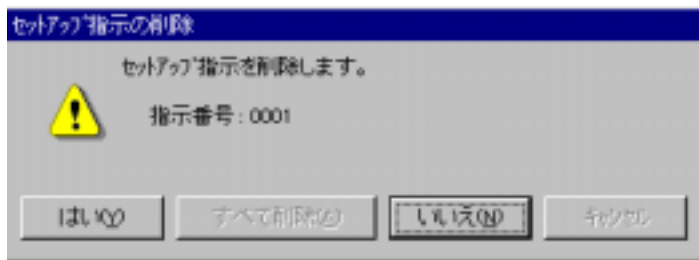 セットアップ指示の削除
セットアップ指示を削除します。
指示番号:0001
はい(Y)
すべて削除(A)
いいえ(N)
キャンセル